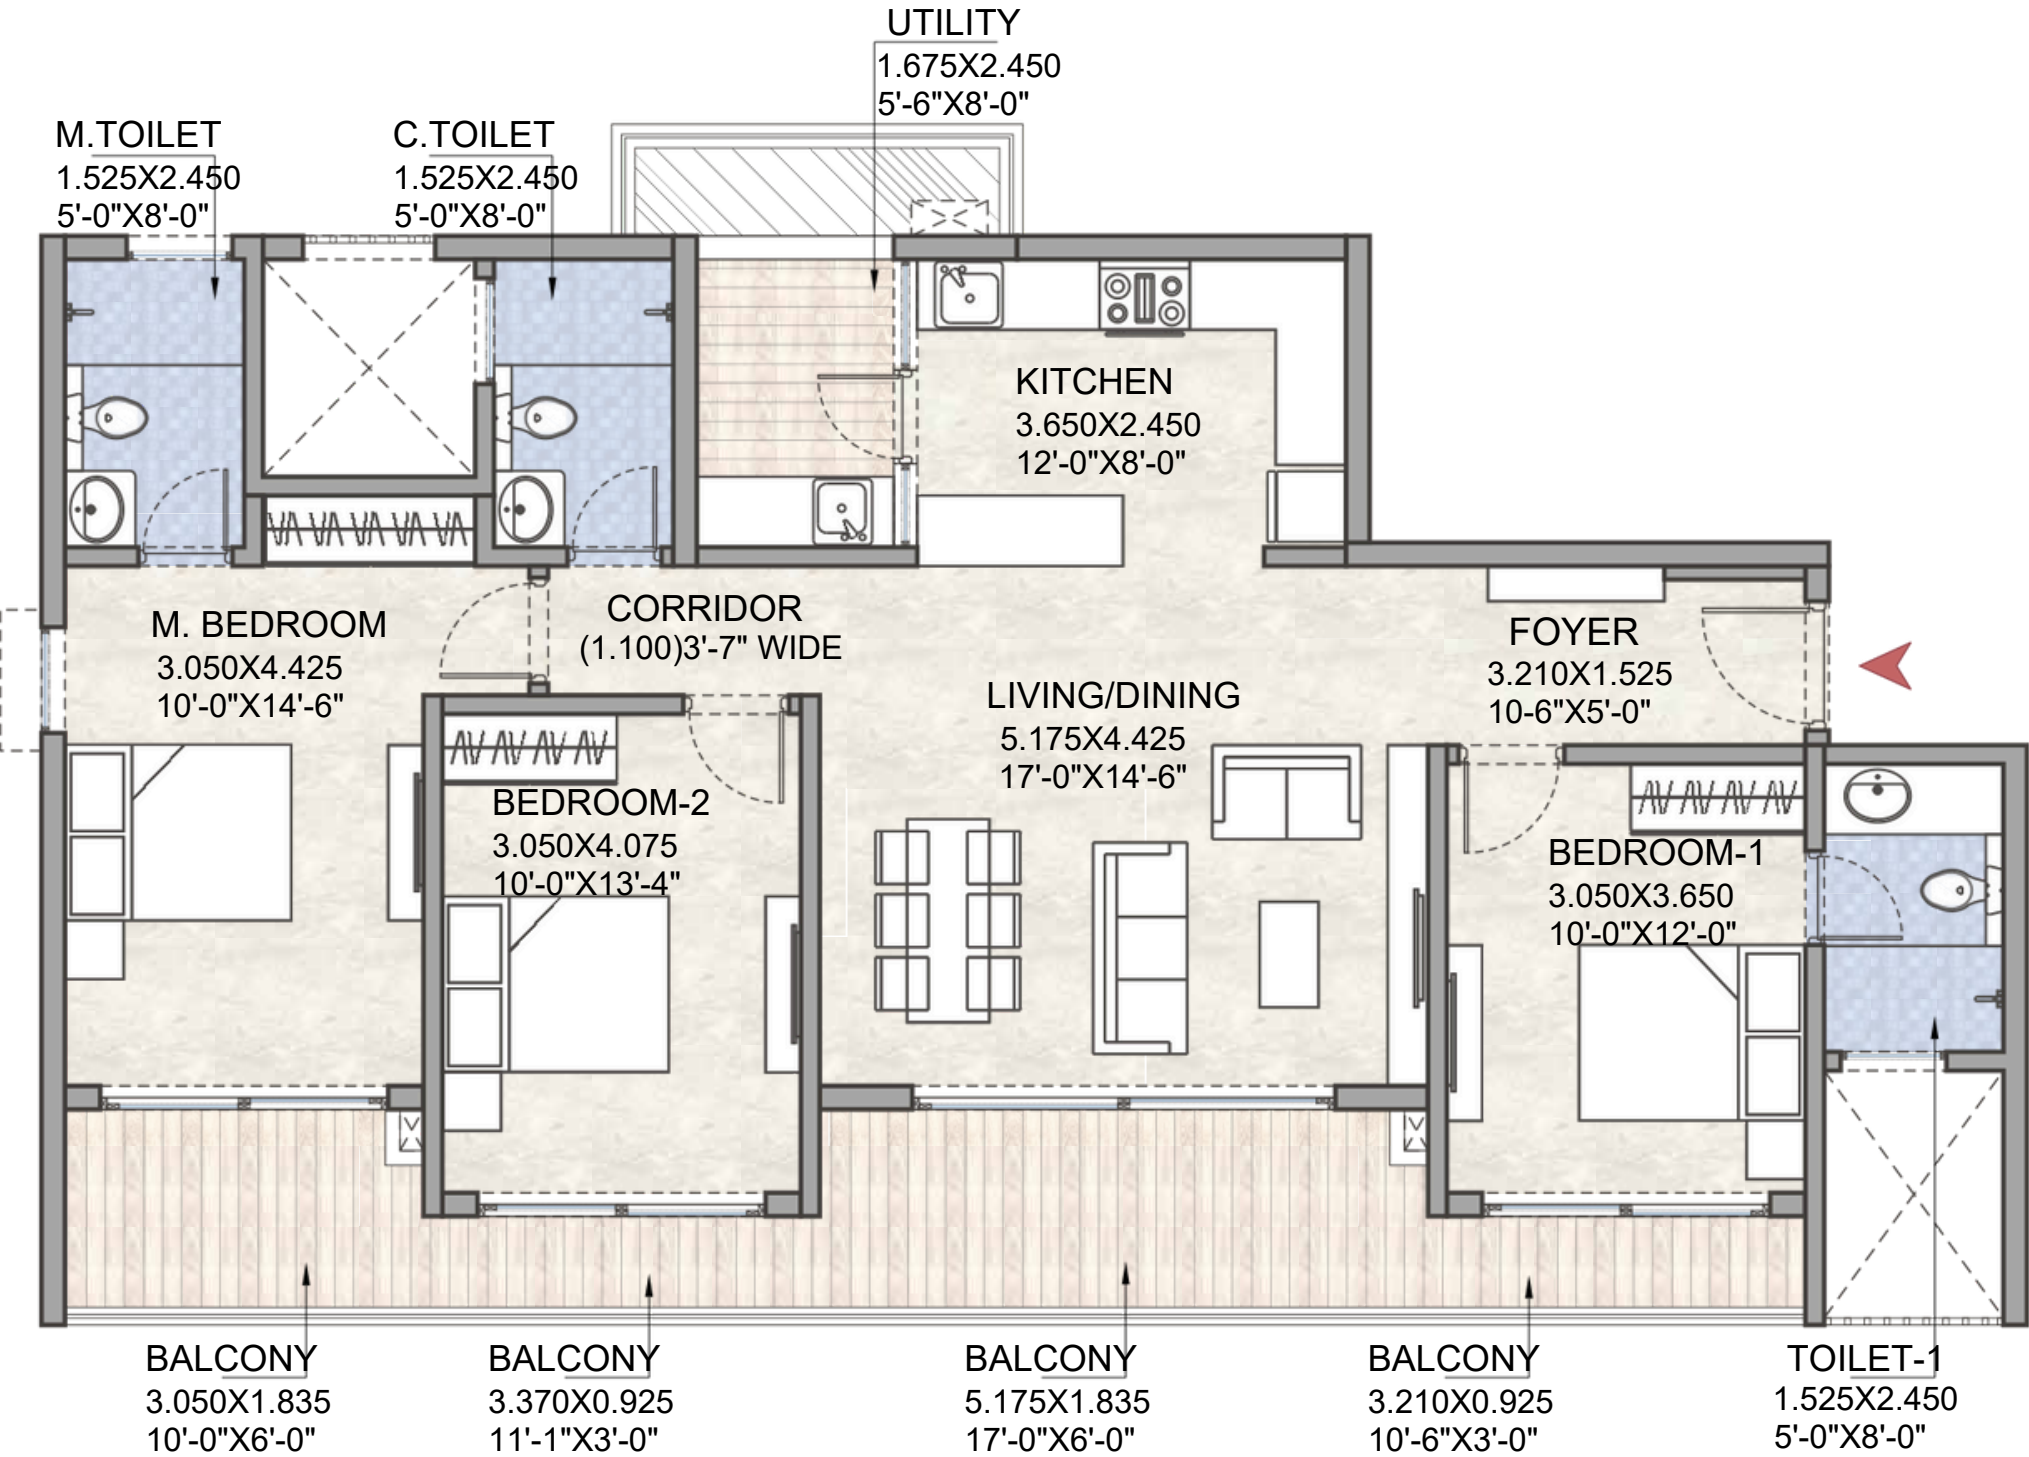 UTILITY
1.675X2.450
5'-6"X8'-0"
M.TOILET
1.525X2.450
5'-0"X8'-0"
C.TOILET
1.525X2.450
5'-0"X8'-0"
KITCHEN
3.650X2.450
12'-0"X8'-0"
M. BEDROOM
3.050X4.425
10'-0"X14'-6"
CORRIDOR
(1.100)3'-7" WIDE
LIVING/DINING
5.175X4.425
17'-0"X14'-6"
FOYER
3.210X1.525
10-6"X5'-0"
BEDROOM-2
3.050X4.075
10'-0"X13'-4"
BEDROOM-1
3.050X3.650
10'-0"X12'-0"
BALCONY
3.050X1.835
10'-0"X6'-0"
BALCONY
3.370X0.925
11'-1"X3'-0"
BALCONY
5.175X1.835
17'-0"X6'-0"
BALCONY
3.210X0.925
10'-6"X3'-0"
TOILET-1
1.525X2.450
5'-0"X8'-0"